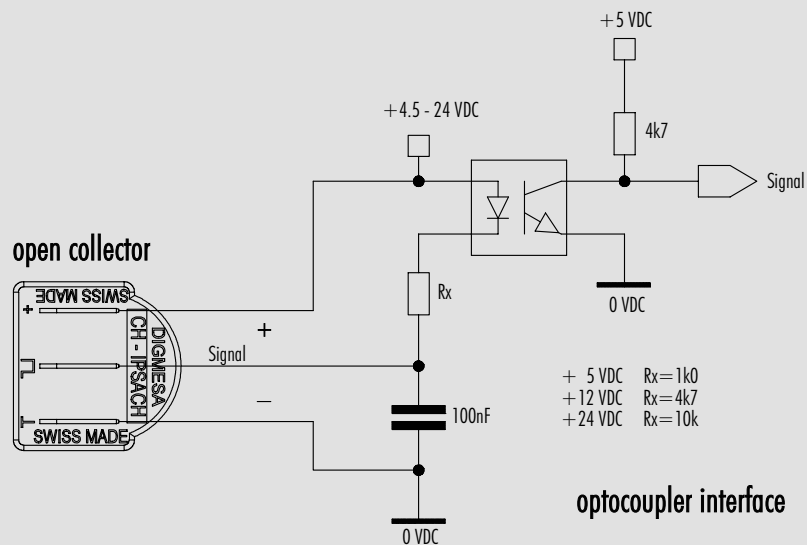 +5 VDC
+4.5 - 24 VDC
4k7
Signal
open collector
0 VDC
Rx
SWISS MADE
+
+
DIGMESA
CH - IPSACH
Signal
−
+ 5 VDC Rx=1k0
+12 VDC Rx=4k7
+24 VDC Rx=10k
100nF
SWISS MADE
optocoupler interface
0 VDC